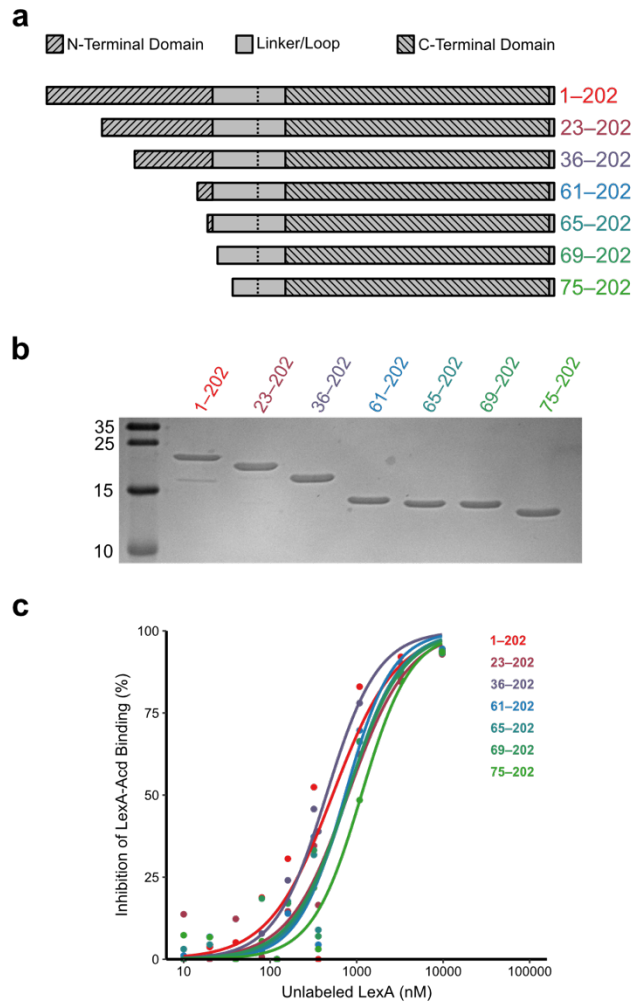 a
N-Terminal Domain Linker/Loop C-Terminal Domain
1–202
23–202
36–202
61–202
65–202
69–202
75–202
b
1–202 23–202 36–202 61–202 65–202 69–202 75–202
35
25
15
10
c
Inhibition of LexA-Acd Binding (%)
100
75
50
25
0
10 100 1000 10000 100000
Unlabeled LexA (nM)
1–202
23–202
36–202
61–202
65–202
69–202
75–202